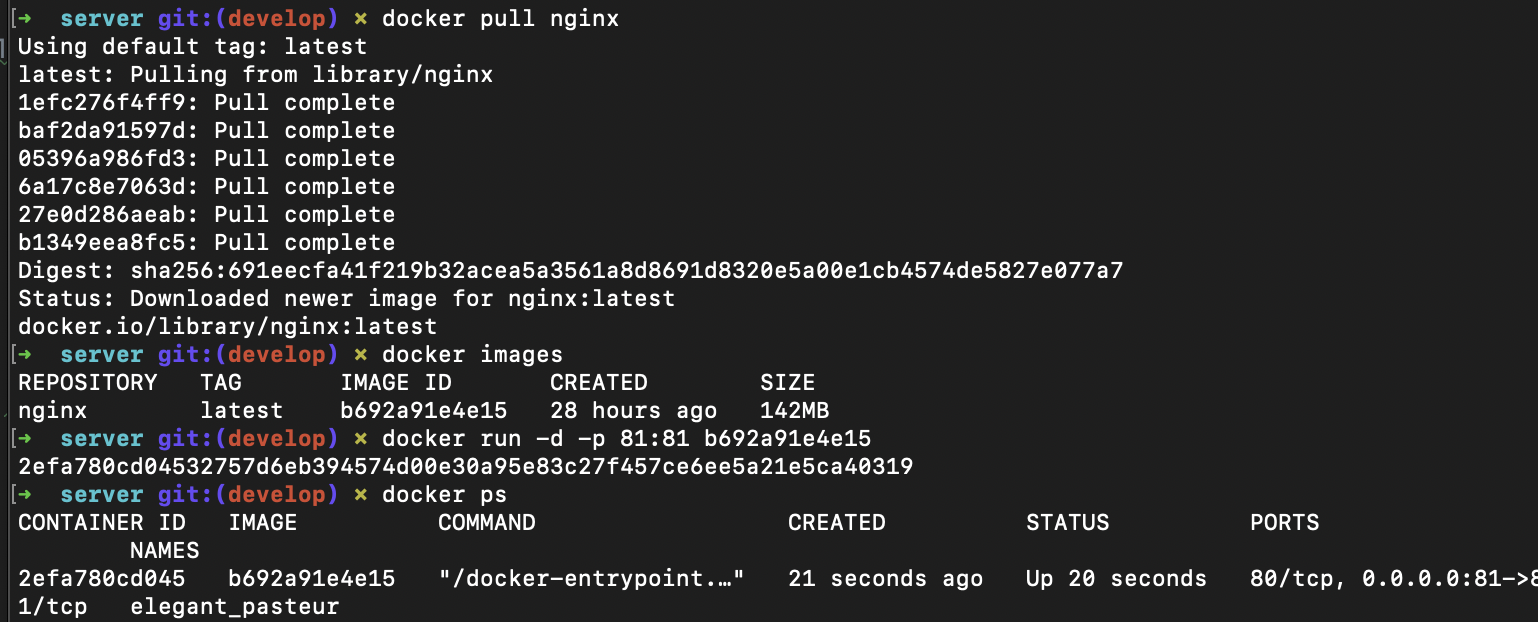 [➜  server git:(develop) × docker pull nginx
Using default tag: latest
latest: Pulling from library/nginx
1efc276f4ff9: Pull complete
baf2da91597d: Pull complete
05396a986fd3: Pull complete
6a17c8e7063d: Pull complete
27e0d286aeab: Pull complete
b1349eea8fc5: Pull complete
Digest: sha256:691eecfa41f219b32acea5a3561a8d8691d8320e5a00e1cb4574de5827e077a7
Status: Downloaded newer image for nginx:latest
docker.io/library/nginx:latest
[➜  server git:(develop) × docker images
REPOSITORY   TAG       IMAGE ID       CREATED        SIZE
nginx        latest    b692a91e4e15   28 hours ago   142MB
[➜  server git:(develop) × docker run -d -p 81:81 b692a91e4e15
2efa780cd04532757d6eb394574d00e30a95e83c27f457ce6ee5a21e5ca40319
[➜  server git:(develop) × docker ps
CONTAINER ID   IMAGE          COMMAND                  CREATED          STATUS          PORTS
        NAMES
2efa780cd045   b692a91e4e15   "/docker-entrypoint.…"   21 seconds ago   Up 20 seconds   80/tcp, 0.0.0.0:81->8
1/tcp   elegant_pasteur